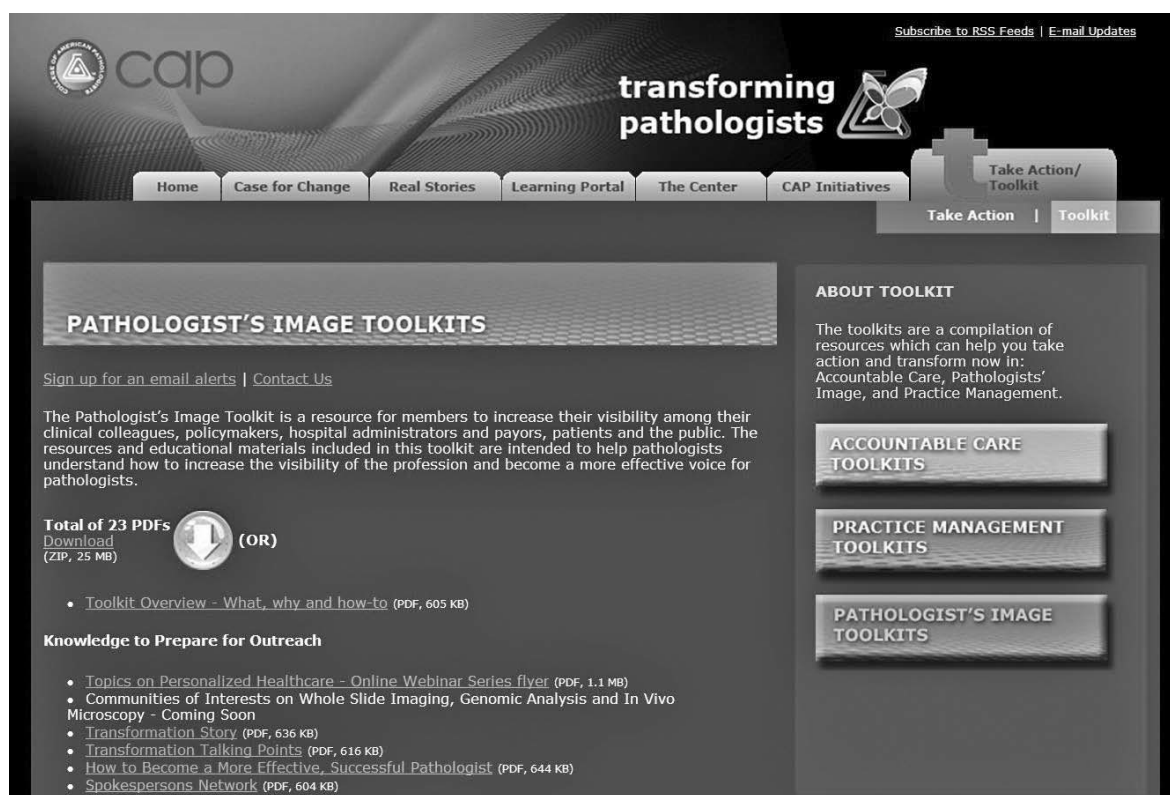 Subscribe to RSS Feeds | E-mail Updates
COLLEGE OF AMERICAN PATHOLOGISTS
cap
transforming
pathologists
Home
Case for Change
Real Stories
Learning Portal
The Center
CAP Initiatives
t
Take Action/
Toolkit
Take Action | Toolkit
PATHOLOGIST'S IMAGE TOOLKITS
Sign up for an email alerts | Contact Us
The Pathologist's Image Toolkit is a resource for members to increase their visibility among their
clinical colleagues, policymakers, hospital administrators and payors, patients and the public. The
resources and educational materials included in this toolkit are intended to help pathologists
understand how to increase the visibility of the profession and become a more effective voice for
pathologists.
Total of 23 PDFs
Download
(ZIP, 25 MB)
(OR)
• Toolkit Overview - What, why and how-to (PDF, 605 KB)
Knowledge to Prepare for Outreach
• Topics on Personalized Healthcare - Online Webinar Series flyer (PDF, 1.1 MB)
• Communities of Interests on Whole Slide Imaging, Genomic Analysis and In Vivo
Microscopy - Coming Soon
• Transformation Story (PDF, 636 KB)
• Transformation Talking Points (PDF, 616 KB)
• How to Become a More Effective, Successful Pathologist (PDF, 644 KB)
• Spokespersons Network (PDF, 604 KB)
ABOUT TOOLKIT
The toolkits are a compilation of
resources which can help you take
action and transform now in:
Accountable Care, Pathologists'
Image, and Practice Management.
ACCOUNTABLE CARE
TOOLKITS
PRACTICE MANAGEMENT
TOOLKITS
PATHOLOGIST'S IMAGE
TOOLKITS